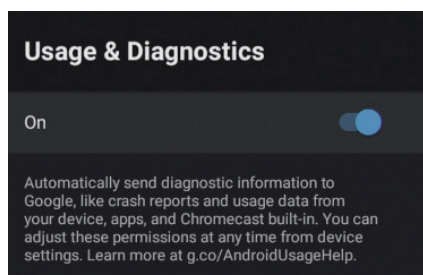 Usage & Diagnostics
On
Automatically send diagnostic information to
Google, like crash reports and usage data from
your device, apps, and Chromecast built-in. You can
adjust these permissions at any time from device
settings. Learn more at g.co/AndroidUsageHelp.